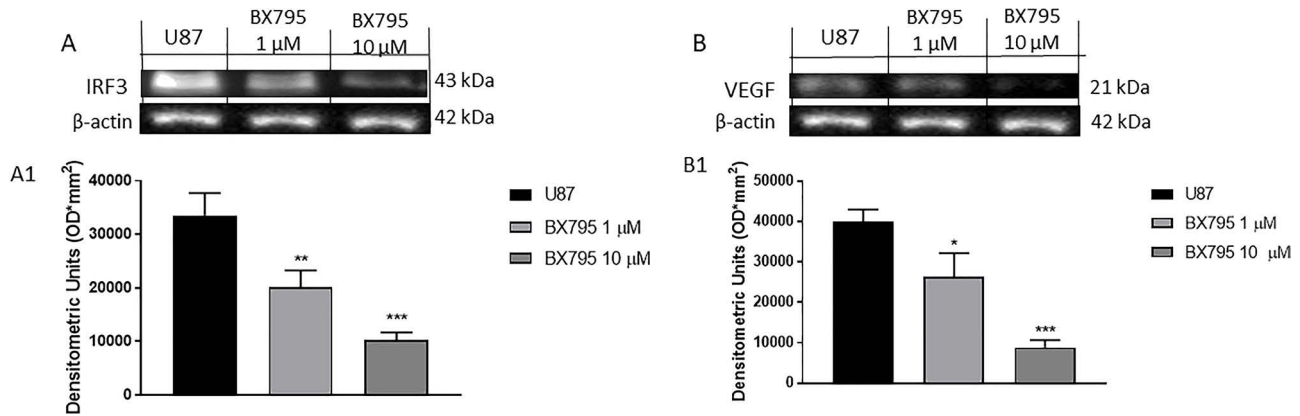 A
U87
BX795
1 μM
BX795
10 μM
IRF3
43 kDa
β-actin
42 kDa
A1
Densitometric Units (OD*mm²)
40000
30000
20000
10000
0
**
***
U87
BX795 1 μM
BX795 10 μM
B
U87
BX795
1 μM
BX795
10 μM
VEGF
21 kDa
β-actin
42 kDa
B1
Densitometric Units (OD*mm²)
50000
40000
30000
20000
10000
0
*
***
U87
BX795 1 μM
BX795 10 μM